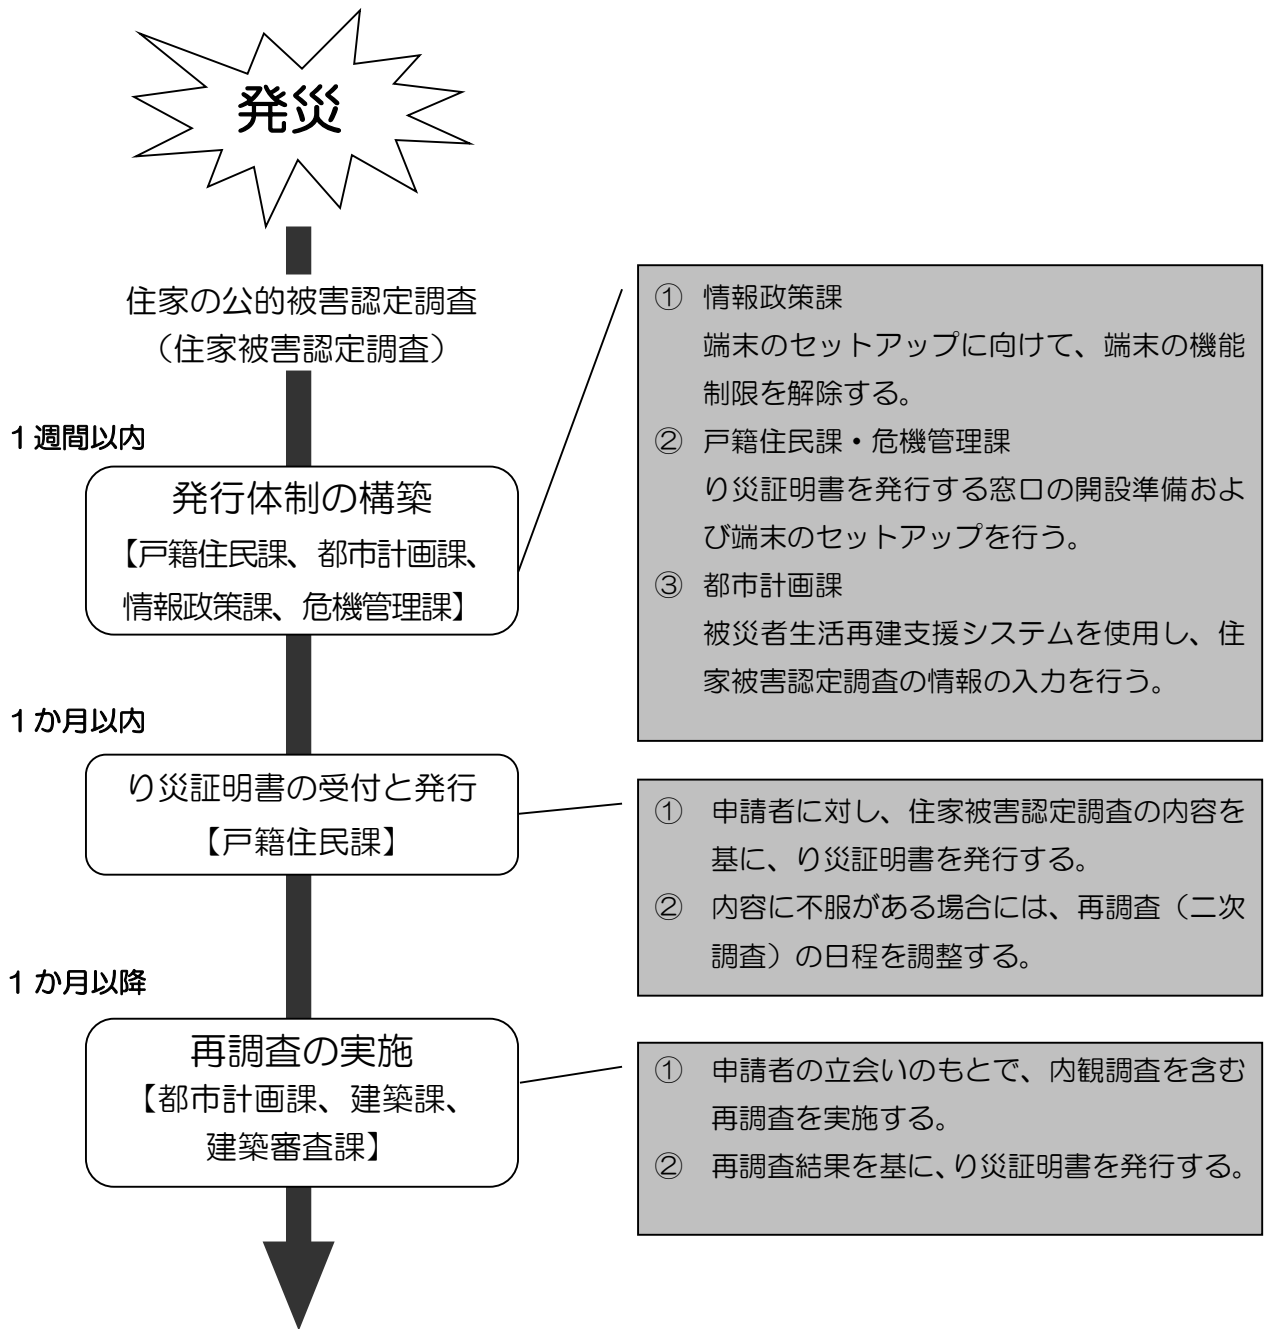 発災
住家の公的被害認定調査
（住家被害認定調査）
１週間以内
発行体制の構築
【戸籍住民課、都市計画課、
情報政策課、危機管理課】
① 情報政策課
端末のセットアップに向けて、端末の機能
制限を解除する。
② 戸籍住民課・危機管理課
り災証明書を発行する窓口の開設準備およ
び端末のセットアップを行う。
③ 都市計画課
被災者生活再建支援システムを使用し、住
家被害認定調査の情報の入力を行う。
１か月以内
り災証明書の受付と発行
【戸籍住民課】
① 申請者に対し、住家被害認定調査の内容を
基に、り災証明書を発行する。
② 内容に不服がある場合には、再調査（二次
調査）の日程を調整する。
１か月以降
再調査の実施
【都市計画課、建築課、
建築審査課】
① 申請者の立会いのもとで、内観調査を含む
再調査を実施する。
② 再調査結果を基に、り災証明書を発行する。